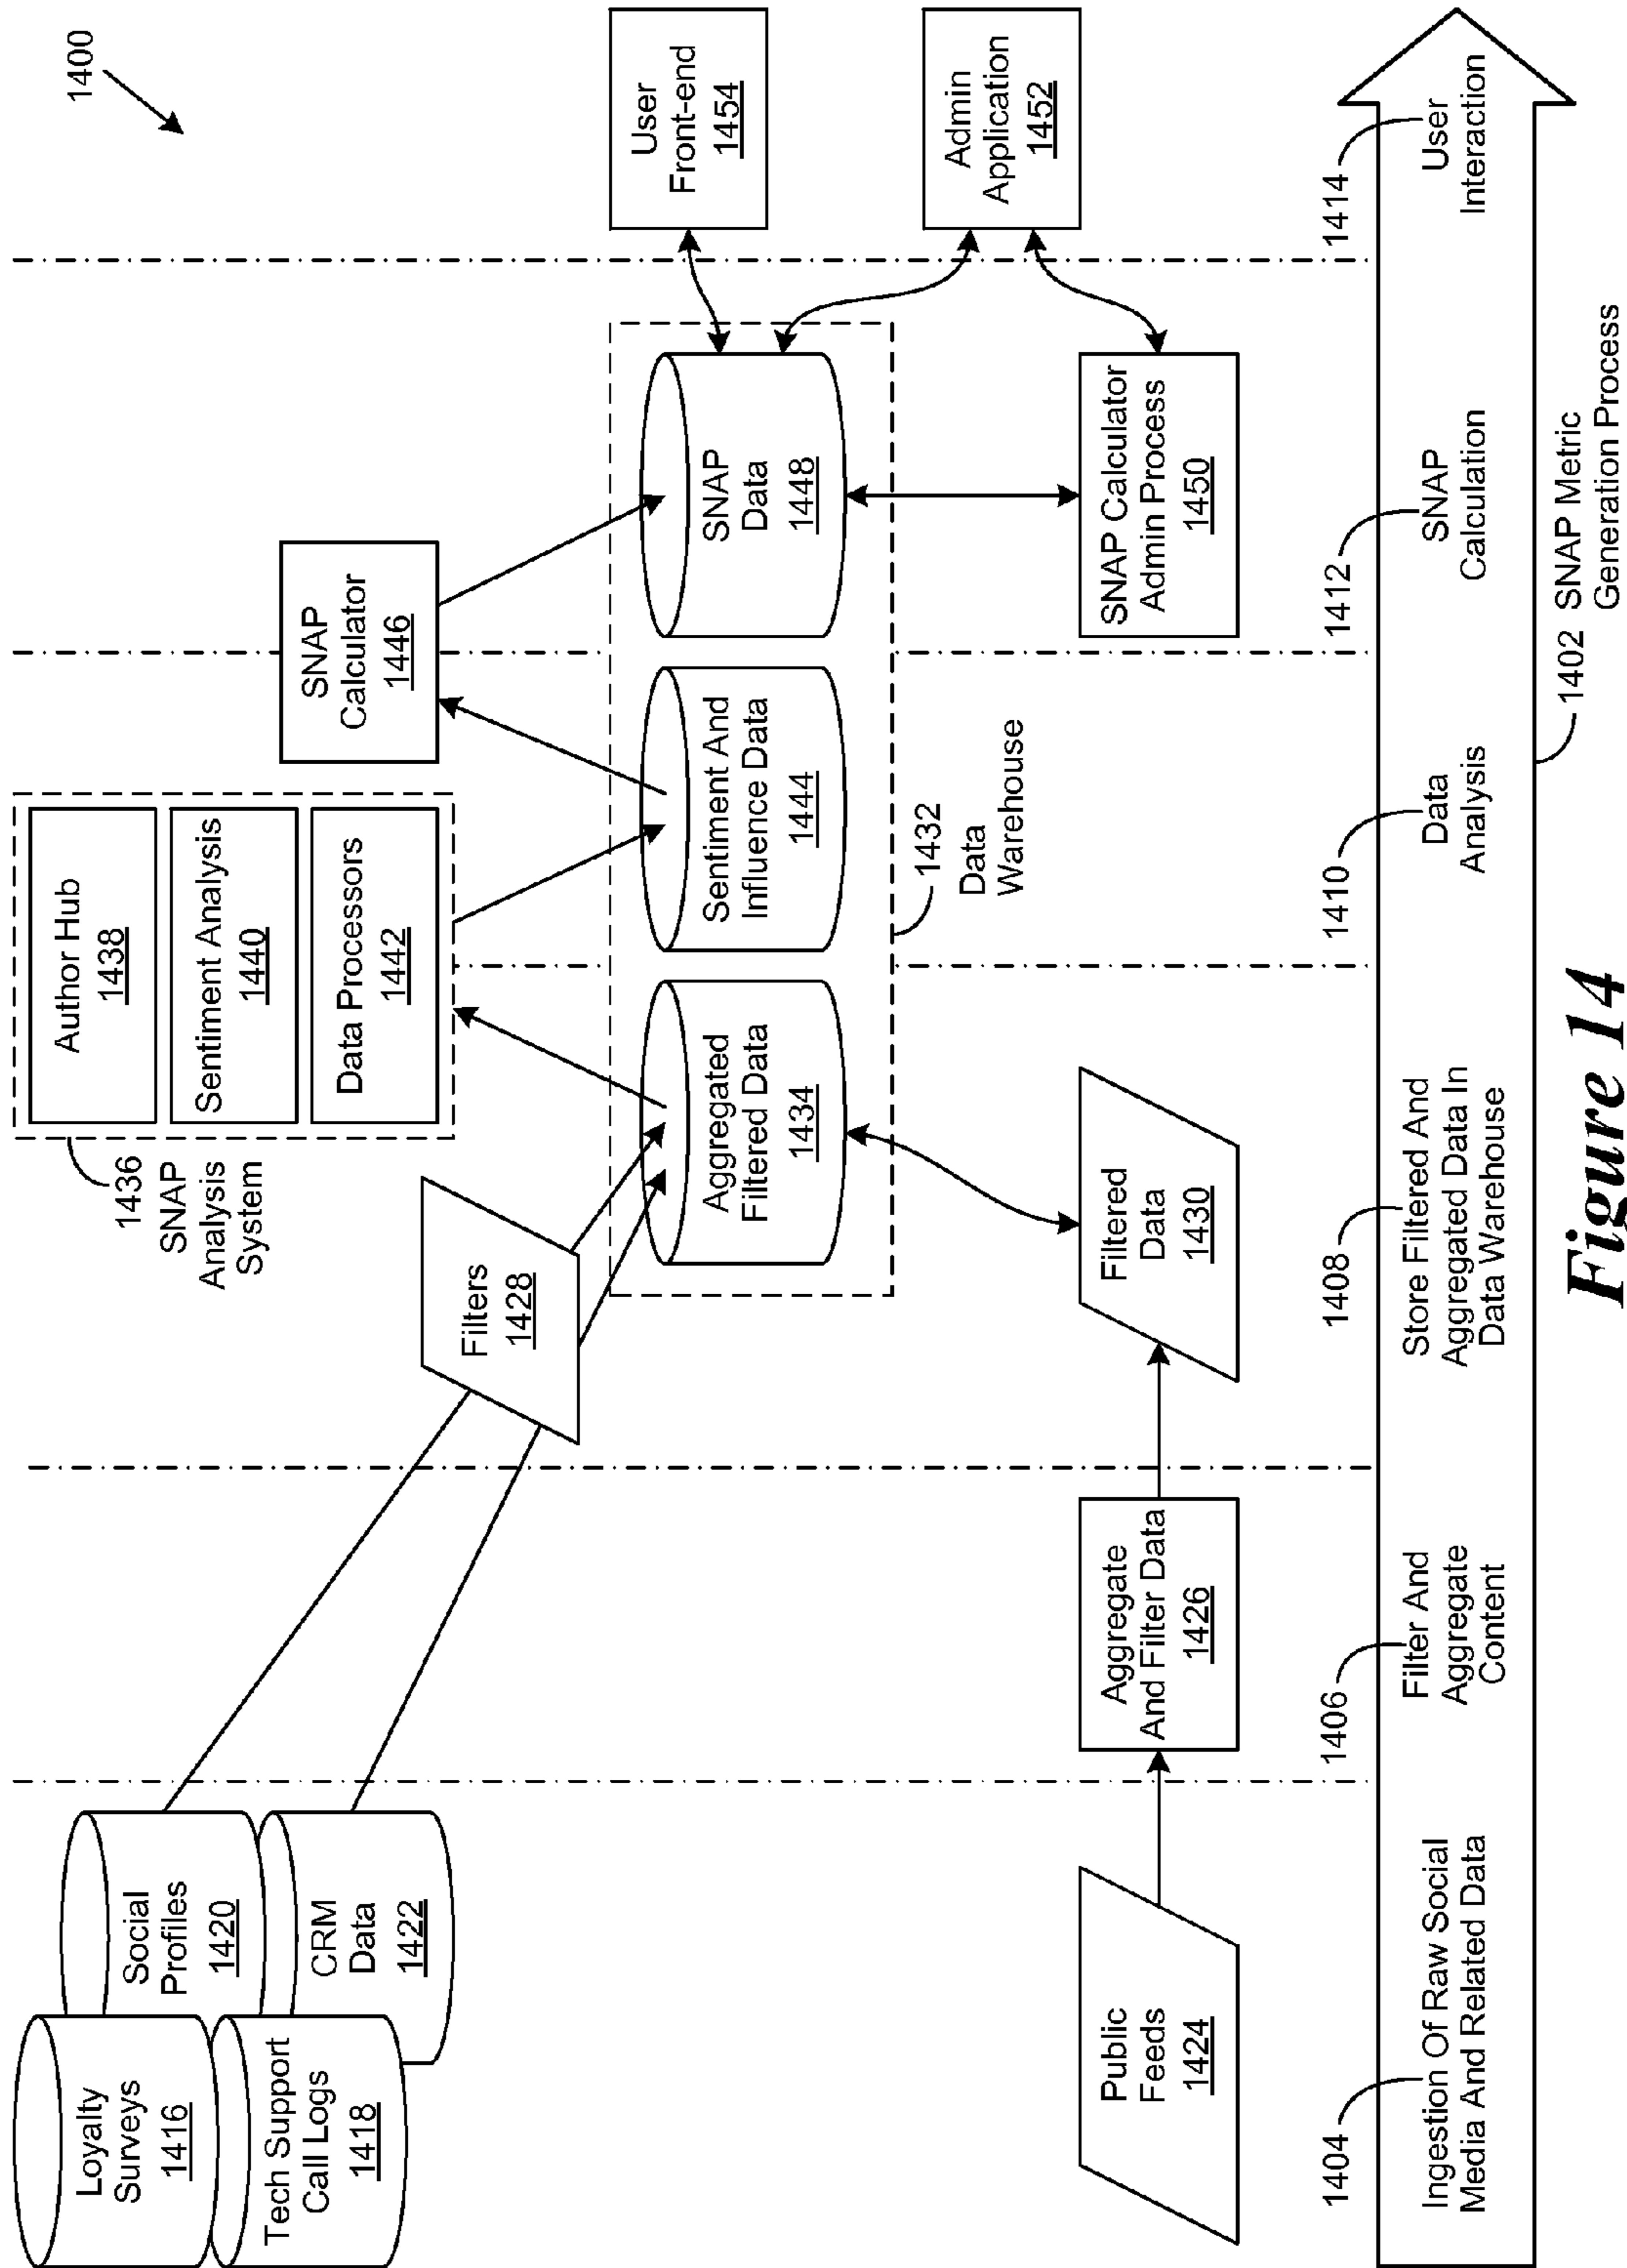 1400
Loyalty
Surveys
1416
Social
Profiles
1420
Tech Support
Call Logs
1418
CRM
Data
1422
Filters
1428
1436
SNAP
Analysis
System
Author Hub
1438
Sentiment Analysis
1440
Data Processors
1442
SNAP
Calculator
1446
Aggregated
Filtered Data
1434
Sentiment And
Influence Data
1444
SNAP
Data
1448
1432
Data
Warehouse
User
Front-end
1454
Admin
Application
1452
Public
Feeds
1424
Aggregate
And Filter Data
1426
Filtered
Data
1430
SNAP Calculator
Admin Process
1450
1404
Ingestion Of Raw Social
Media And Related Data
1406
Filter And
Aggregate
Content
1408
Store Filtered And
Aggregated Data In
Data Warehouse
1410
Data
Analysis
1412
SNAP
Calculation
1414
User
Interaction
1402 SNAP Metric
Generation Process
Figure 14